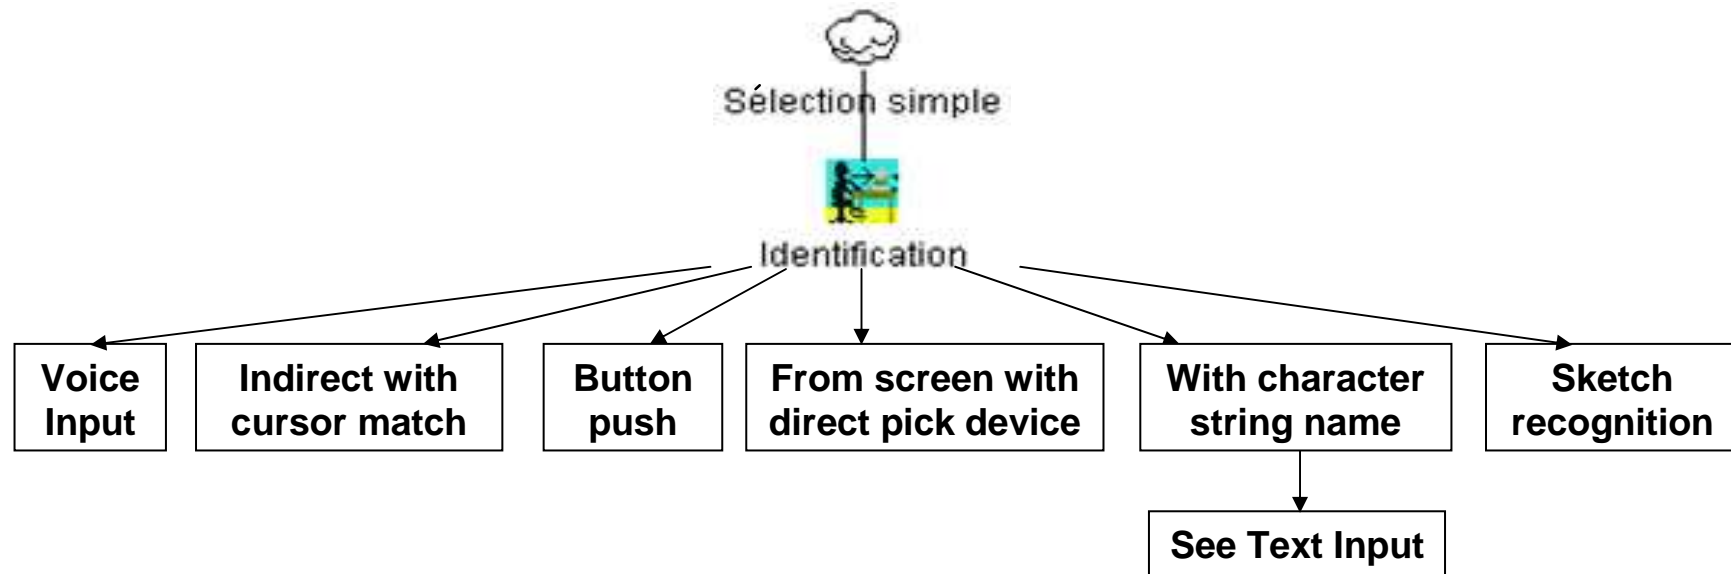 Sélection simple
Identification
Voice
Input
Indirect with
cursor match
Button
push
From screen with
direct pick device
With character
string name
Sketch
recognition
See Text Input